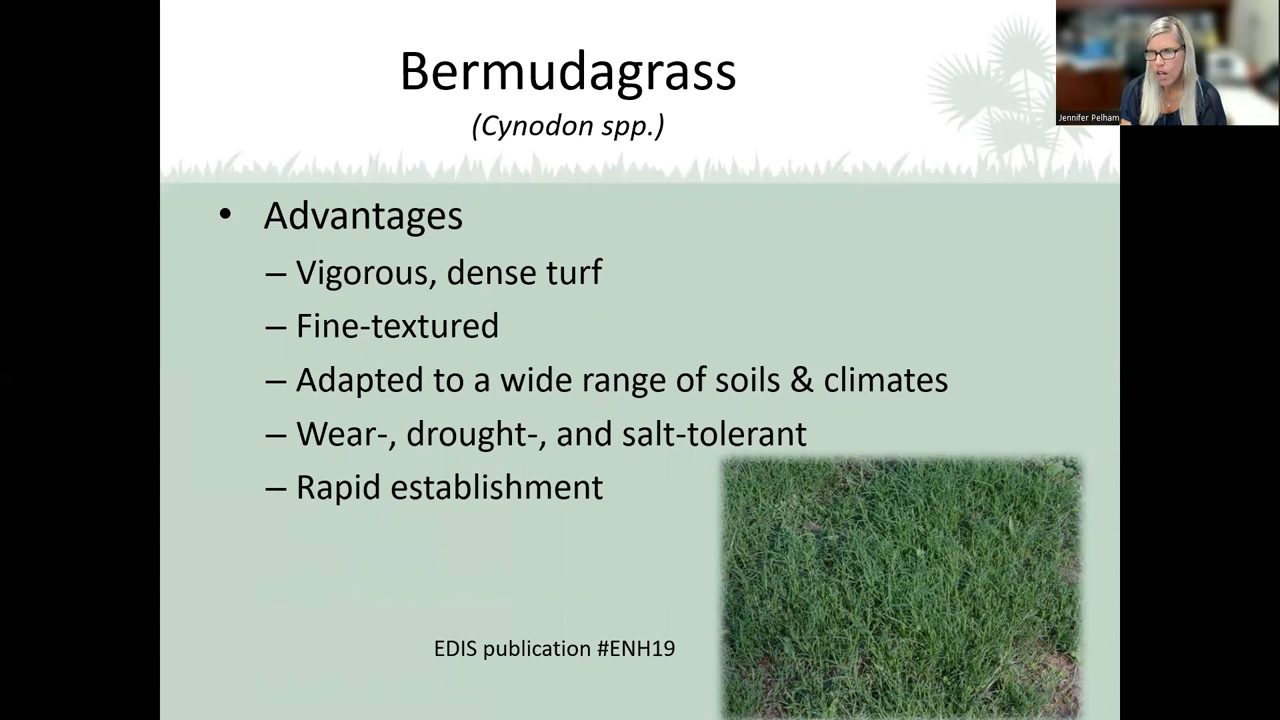 Bermudagrass
(Cynodon spp.)
Jennifer Pelham
• Advantages
– Vigorous, dense turf
– Fine-textured
– Adapted to a wide range of soils & climates
– Wear-, drought-, and salt-tolerant
– Rapid establishment
EDIS publication #ENH19